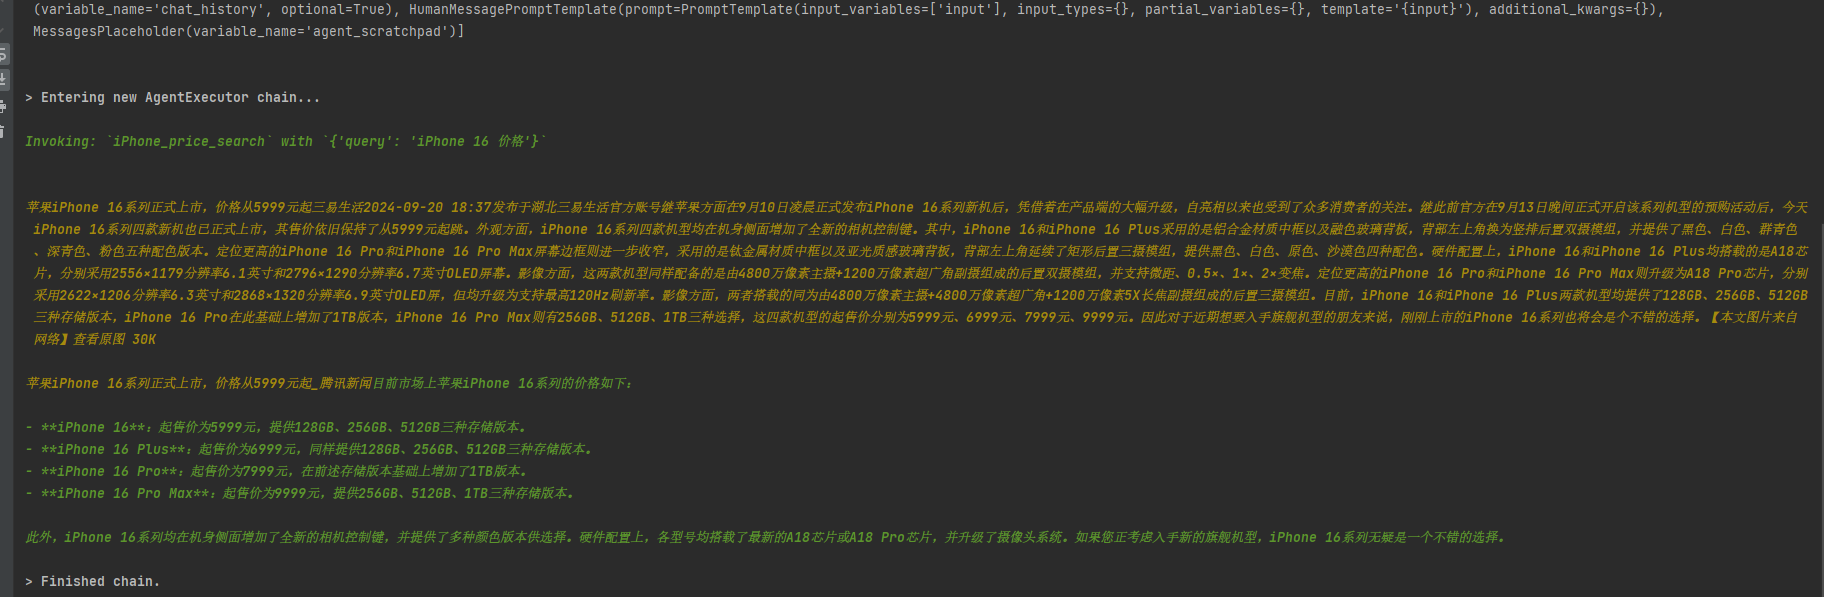 (variable_name='chat_history', optional=True), HumanMessagePromptTemplate(prompt=PromptTemplate(input_variables=['input'], input_types={}, partial_variables={}, template='{input}'), additional_kwargs={}),
MessagesPlaceholder(variable_name='agent_scratchpad')]
> Entering new AgentExecutor chain...
Invoking: `iPhone_price_search` with `{'query': 'iPhone 16 价格'}`
苹果iPhone 16系列正式上市，价格从5999元起三易生活2024-09-20 18:37发布于湖北三易生活官方账号继苹果方面在9月10日凌晨正式发布iPhone 16系列新机后，凭借着在产品端的大幅升级，自亮相以来也受到了众多消费者的关注。继此前官方在9月13日晚间正式开启该系列机型的预购活动后，今天
iPhone 16系列四款新机也已正式上市，其售价依旧保持了从5999元起跳。外观方面，iPhone 16系列四款机型均在机身侧面增加了全新的相机控制键。其中，iPhone 16和iPhone 16 Plus采用的是铝合金材质中框以及融色玻璃背板，背部左上角换为竖排后置双摄模组，并提供了黑色、白色、群青色
、深青色、粉色五种配色版本。定位更高的iPhone 16 Pro和iPhone 16 Pro Max屏幕边框则进一步收窄，采用的是钛金属材质中框以及亚光质感玻璃背板，背部左上角延续了矩形后置三摄模组，提供黑色、白色、原色、沙漠色四种配色。硬件配置上，iPhone 16和iPhone 16 Plus均搭载的是A18芯
片，分别采用2556×1179分辨率6.1英寸和2796×1290分辨率6.7英寸OLED屏幕。影像方面，这两款机型同样配备的是由4800万像素主摄+1200万像素超广角副摄组成的后置双摄模组，并支持微距、0.5×、1×、2×变焦。定位更高的iPhone 16 Pro和iPhone 16 Pro Max则升级为A18 Pro芯片，分别
采用2622×1206分辨率6.3英寸和2868×1320分辨率6.9英寸OLED屏，但均升级为支持最高120Hz刷新率。影像方面，两者搭载的同为由4800万像素主摄+4800万像素超广角+1200万像素5X长焦副摄组成的后置三摄模组。目前，iPhone 16和iPhone 16 Plus两款机型均提供了128GB、256GB、512GB
三种存储版本，iPhone 16 Pro在此基础上增加了1TB版本，iPhone 16 Pro Max则有256GB、512GB、1TB三种选择，这四款机型的起售价分别为5999元、6999元、7999元、9999元。因此对于近期想要入手旗舰机型的朋友来说，刚刚上市的iPhone 16系列也将会是个不错的选择。【本文图片来自
网络】查看原图 30K
苹果iPhone 16系列正式上市，价格从5999元起_腾讯新闻目前市场上苹果iPhone 16系列的价格如下：
- **iPhone 16**：起售价为5999元，提供128GB、256GB、512GB三种存储版本。
- **iPhone 16 Plus**：起售价为6999元，同样提供128GB、256GB、512GB三种存储版本。
- **iPhone 16 Pro**：起售价为7999元，在前述存储版本基础上增加了1TB版本。
- **iPhone 16 Pro Max**：起售价为9999元，提供256GB、512GB、1TB三种存储版本。
此外，iPhone 16系列均在机身侧面增加了全新的相机控制键，并提供了多种颜色版本供选择。硬件配置上，各型号均搭载了最新的A18芯片或A18 Pro芯片，并升级了摄像头系统。如果您正考虑入手新的旗舰机型，iPhone 16系列无疑是一个不错的选择。
> Finished chain.